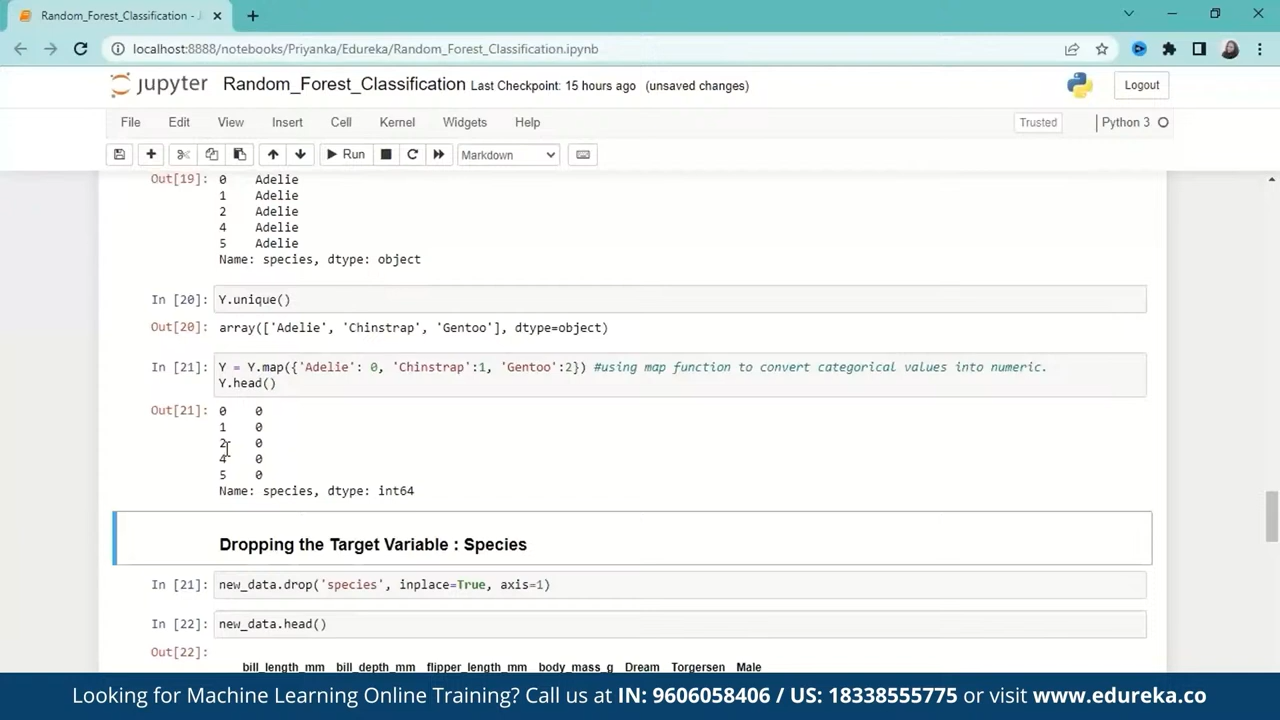 Random_Forest_Classification - J
localhost:8888/notebooks/Priyanka/Edureka/Random_Forest_Classification.ipynb
jupyter Random_Forest_Classification Last Checkpoint: 15 hours ago (unsaved changes) Logout
File Edit View Insert Cell Kernel Widgets Help Trusted Python 3
Run Markdown
Out[19]: 0 Adelie
1 Adelie
2 Adelie
4 Adelie
5 Adelie
Name: species, dtype: object
In [20]: Y.unique()
Out[20]: array(['Adelie', 'Chinstrap', 'Gentoo'], dtype=object)
In [21]: Y = Y.map({'Adelie': 0, 'Chinstrap':1, 'Gentoo':2}) #using map function to convert categorical values into numeric.
Y.head()
Out[21]: 0 0
1 0
2 0
4 0
5 0
Name: species, dtype: int64
Dropping the Target Variable : Species
In [21]: new_data.drop('species', inplace=True, axis=1)
In [22]: new_data.head()
Out[22]:
bill_length_mm bill_depth_mm flipper_length_mm body_mass_g Dream Torgersen Male
Looking for Machine Learning Online Training? Call us at IN: 9606058406 / US: 18338555775 or visit www.edureka.co